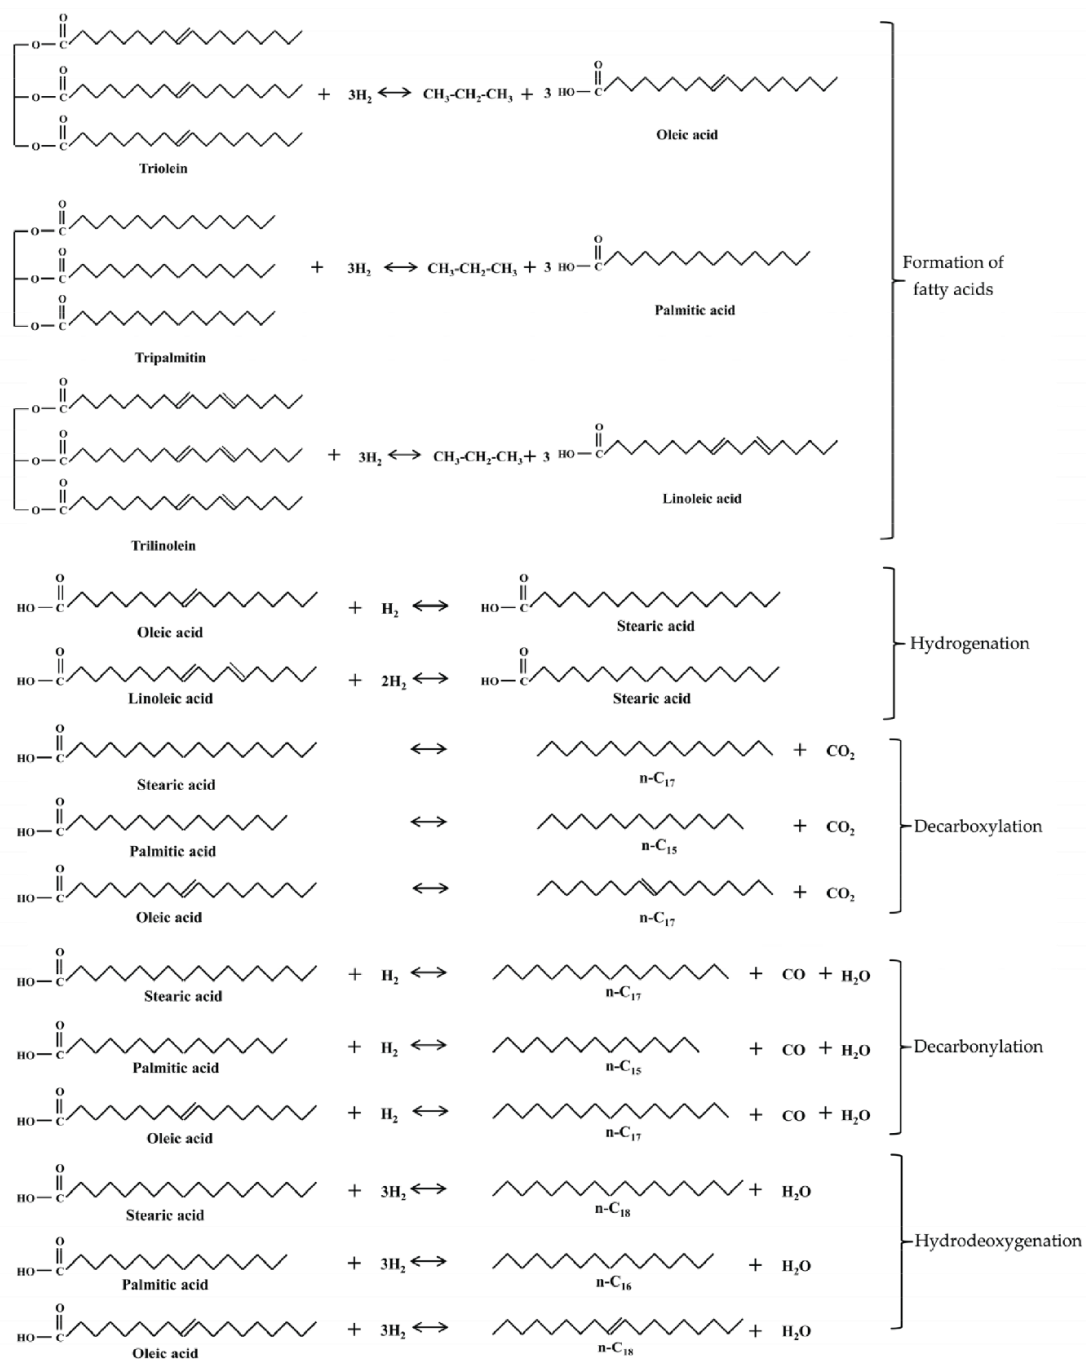 O
O — C
O
O — C + 3H₂ ↔ CH₃-CH₂-CH₃ + 3 HO — C
O
O
O — C
Oleic acid
Triolein
O
O — C
O
O — C + 3H₂ ↔ CH₃-CH₂-CH₃ + 3 HO — C
O
O
O — C
Palmitic acid
Tripalmitin
Formation of
fatty acids
O
O — C
O
O — C + 3H₂ ↔ CH₃-CH₂-CH₃ + 3 HO — C
O
O
O — C
Linoleic acid
Trilinolein
O O
HO — C + H₂ ↔ HO — C
Oleic acid Stearic acid
Hydrogenation
O O
HO — C + 2H₂ ↔ HO — C
Linoleic acid Stearic acid
O
HO — C ↔ + CO₂
Stearic acid n-C₁₇
O
HO — C ↔ + CO₂
Decarboxylation
Palmitic acid n-C₁₅
O
HO — C ↔ + CO₂
Oleic acid n-C₁₇
O
HO — C + H₂ ↔ + CO + H₂O
Stearic acid n-C₁₇
O
HO — C + H₂ ↔ + CO + H₂O
Decarbonylation
Palmitic acid n-C₁₅
O
HO — C + H₂ ↔ + CO + H₂O
Oleic acid n-C₁₇
O
HO — C + 3H₂ ↔ + H₂O
Stearic acid n-C₁₈
Hydrodeoxygenation
O
HO — C + 3H₂ ↔ + H₂O
Palmitic acid n-C₁₆
O
HO — C + 3H₂ ↔ + H₂O
Oleic acid n-C₁₈